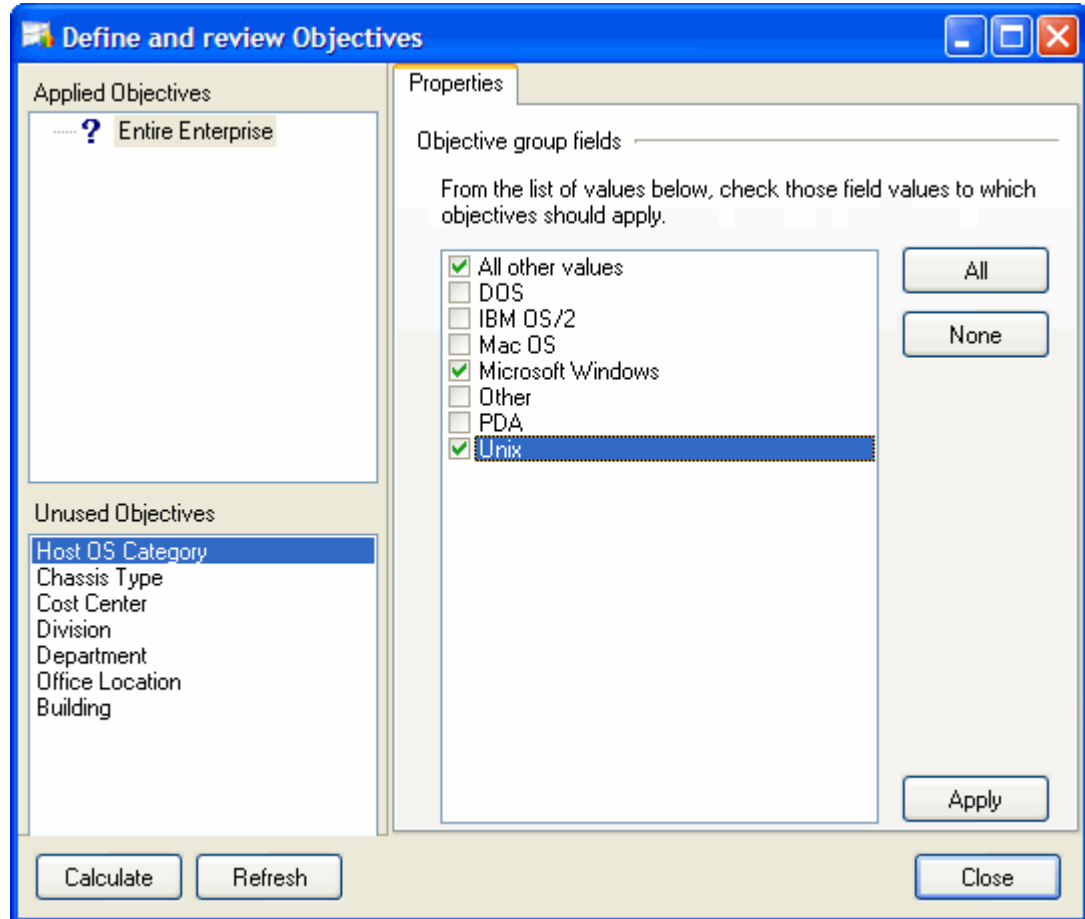 Define and review Objectives
Applied Objectives
? Entire Enterprise
Unused Objectives
Host OS Category
Chassis Type
Cost Center
Division
Department
Office Location
Building
Properties
Objective group fields
From the list of values below, check those field values to which
objectives should apply.
All other values
DOS
IBM OS/2
Mac OS
Microsoft Windows
Other
PDA
Unix
All
None
Apply
Calculate
Refresh
Close